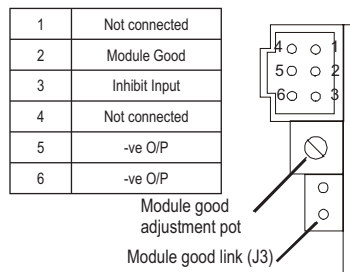 1 Not connected
2 Module Good
3 Inhibit Input
4 Not connected
5 -ve O/P
6 -ve O/P
4 1
5 2
6 3
Module good
adjustment pot
Module good link (J3)